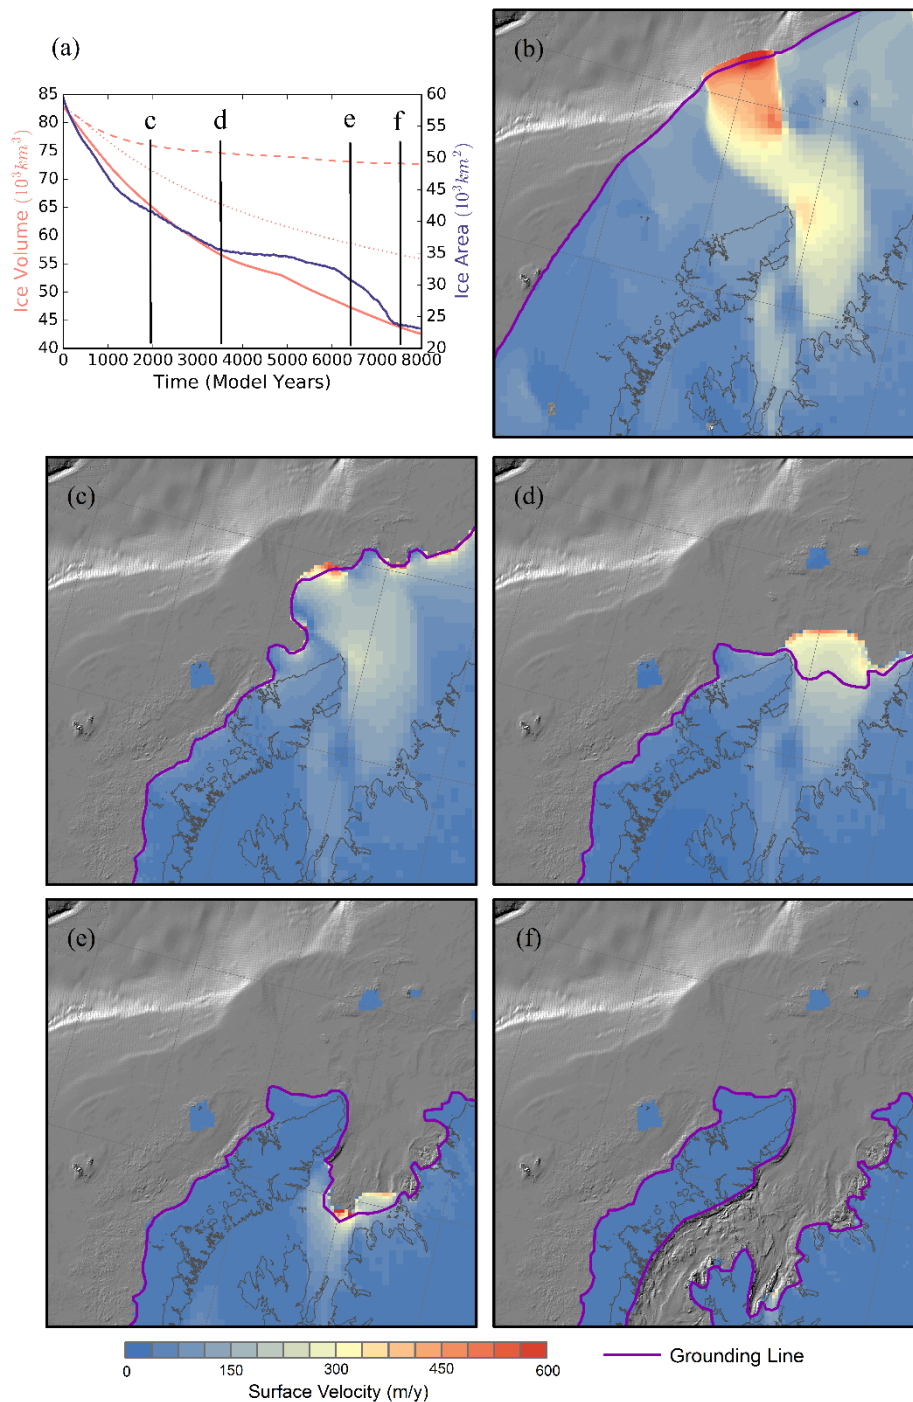 (a)
85
80
75
70
65
60
55
50
45
40
Ice Volume (10³km³)
c
d
e
f
60
55
50
45
40
35
30
25
20
Ice Area (10³km²)
0
1000
2000
3000
4000
5000
6000
7000
8000
Time (Model Years)
(b)
(c)
(d)
(e)
(f)
0
150
300
450
600
Surface Velocity (m/y)
Grounding Line